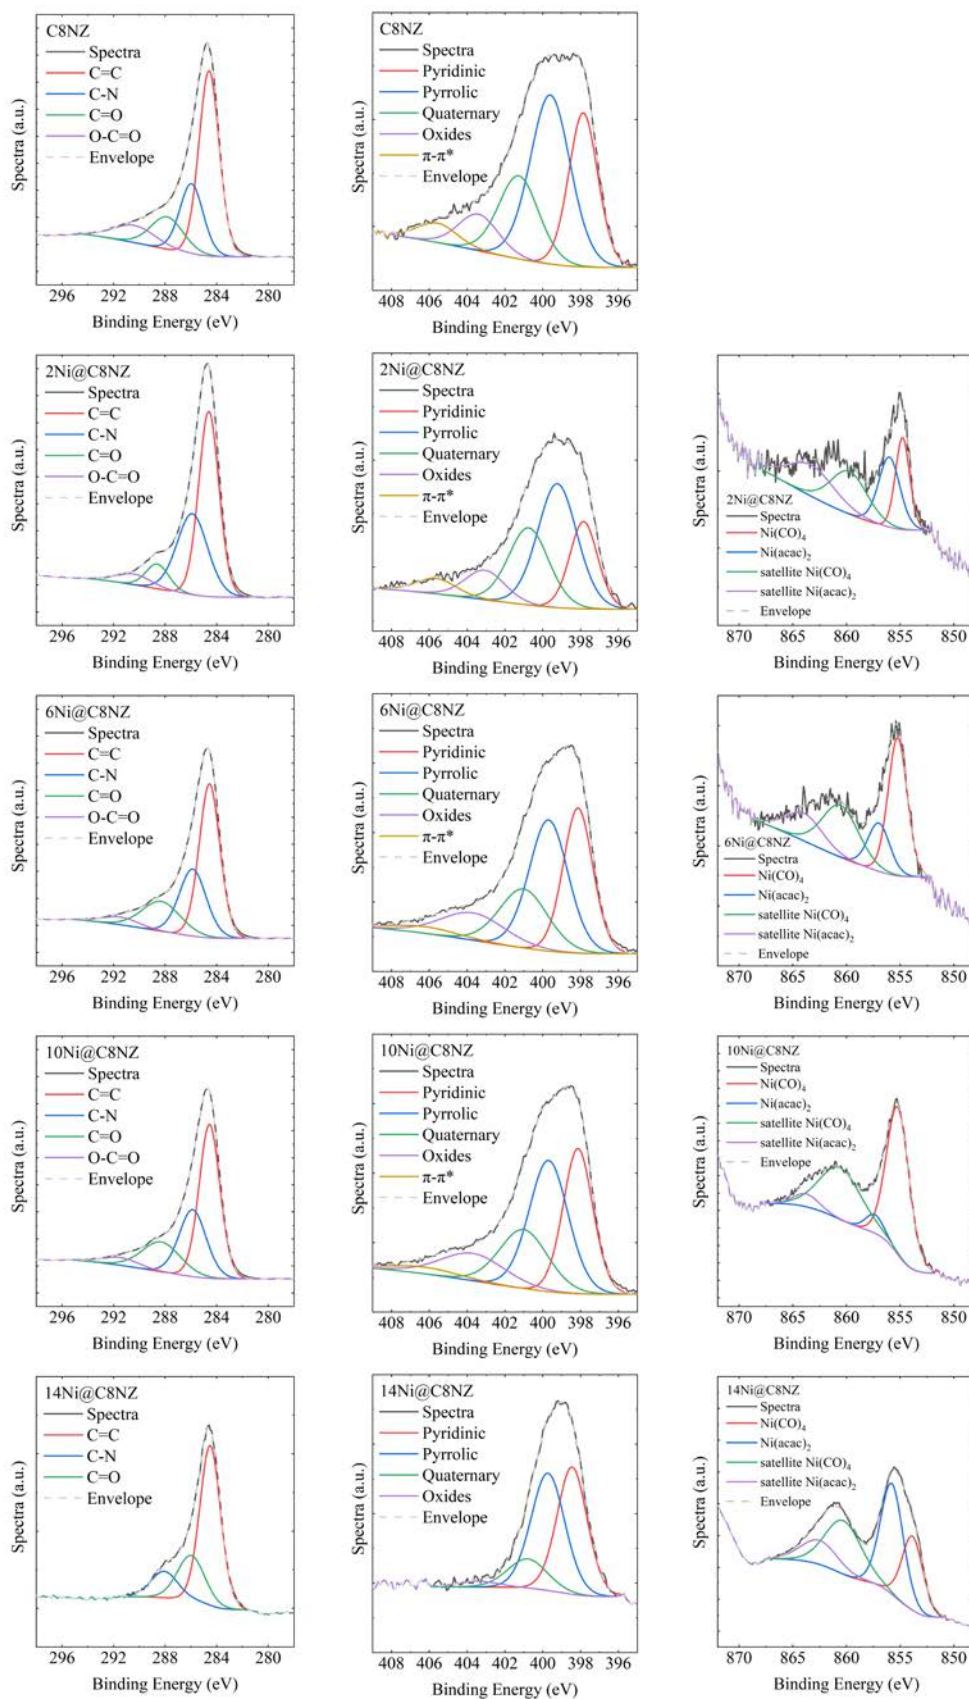 C8NZ
Spectra
C=C
C-N
C=O
O-C=O
Envelope
Spectra (a.u.)
296 292 288 284 280
Binding Energy (eV)
C8NZ
Spectra
Pyridinic
Pyrrolic
Quaternary
Oxides
π-π*
Envelope
Spectra (a.u.)
408 406 404 402 400 398 396
Binding Energy (eV)
2Ni@C8NZ
Spectra
C=C
C-N
C=O
O-C=O
Envelope
Spectra (a.u.)
296 292 288 284 280
Binding Energy (eV)
2Ni@C8NZ
Spectra
Pyridinic
Pyrrolic
Quaternary
Oxides
π-π*
Envelope
Spectra (a.u.)
408 406 404 402 400 398 396
Binding Energy (eV)
2Ni@C8NZ
Spectra
Ni(CO)₄
Ni(acac)₂
satellite Ni(CO)₄
satellite Ni(acac)₂
Envelope
Spectra (a.u.)
870 865 860 855 850
Binding Energy (eV)
6Ni@C8NZ
Spectra
C=C
C-N
C=O
O-C=O
Envelope
Spectra (a.u.)
296 292 288 284 280
Binding Energy (eV)
6Ni@C8NZ
Spectra
Pyridinic
Pyrrolic
Quaternary
Oxides
π-π*
Envelope
Spectra (a.u.)
408 406 404 402 400 398 396
Binding Energy (eV)
6Ni@C8NZ
Spectra
Ni(CO)₄
Ni(acac)₂
satellite Ni(CO)₄
satellite Ni(acac)₂
Envelope
Spectra (a.u.)
870 865 860 855 850
Binding Energy (eV)
10Ni@C8NZ
Spectra
C=C
C-N
C=O
O-C=O
Envelope
Spectra (a.u.)
296 292 288 284 280
Binding Energy (eV)
10Ni@C8NZ
Spectra
Pyridinic
Pyrrolic
Quaternary
Oxides
π-π*
Envelope
Spectra (a.u.)
408 406 404 402 400 398 396
Binding Energy (eV)
10Ni@C8NZ
Spectra
Ni(CO)₄
Ni(acac)₂
satellite Ni(CO)₄
satellite Ni(acac)₂
Envelope
Spectra (a.u.)
870 865 860 855 850
Binding Energy (eV)
14Ni@C8NZ
Spectra
C=C
C-N
C=O
Envelope
Spectra (a.u.)
296 292 288 284 280
Binding Energy (eV)
14Ni@C8NZ
Spectra
Pyridinic
Pyrrolic
Quaternary
Oxides
Envelope
Spectra (a.u.)
408 406 404 402 400 398 396
Binding Energy (eV)
14Ni@C8NZ
Spectra
Ni(CO)₄
Ni(acac)₂
satellite Ni(CO)₄
satellite Ni(acac)₂
Envelope
Spectra (a.u.)
870 865 860 855 850
Binding Energy (eV)